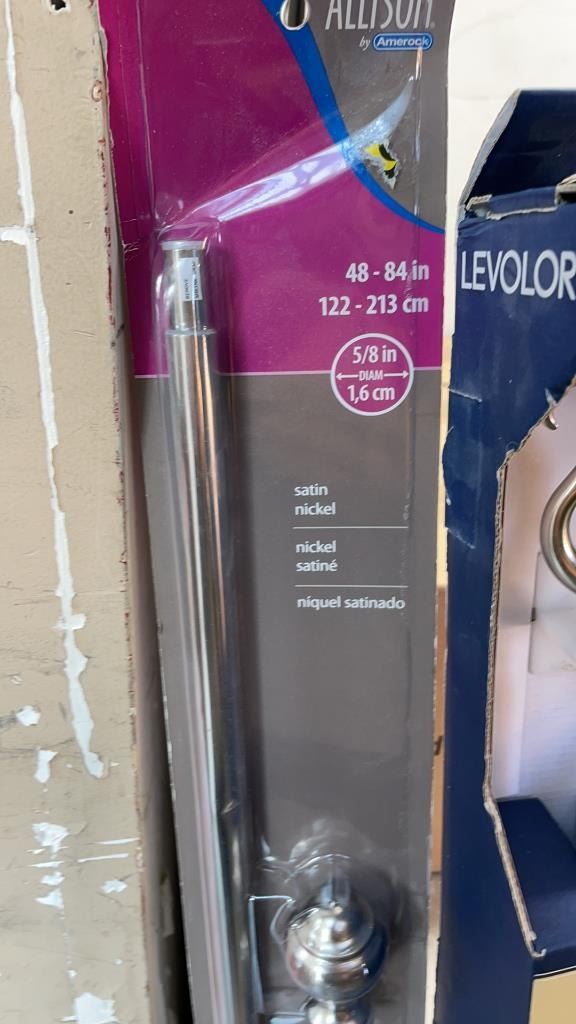 ALLISON
by Amerock
48 - 84 in
122 - 213 cm
5/8 in
DIAM
1,6 cm
satin
nickel
nickel
satiné
níquel satinado
LEVOLOR